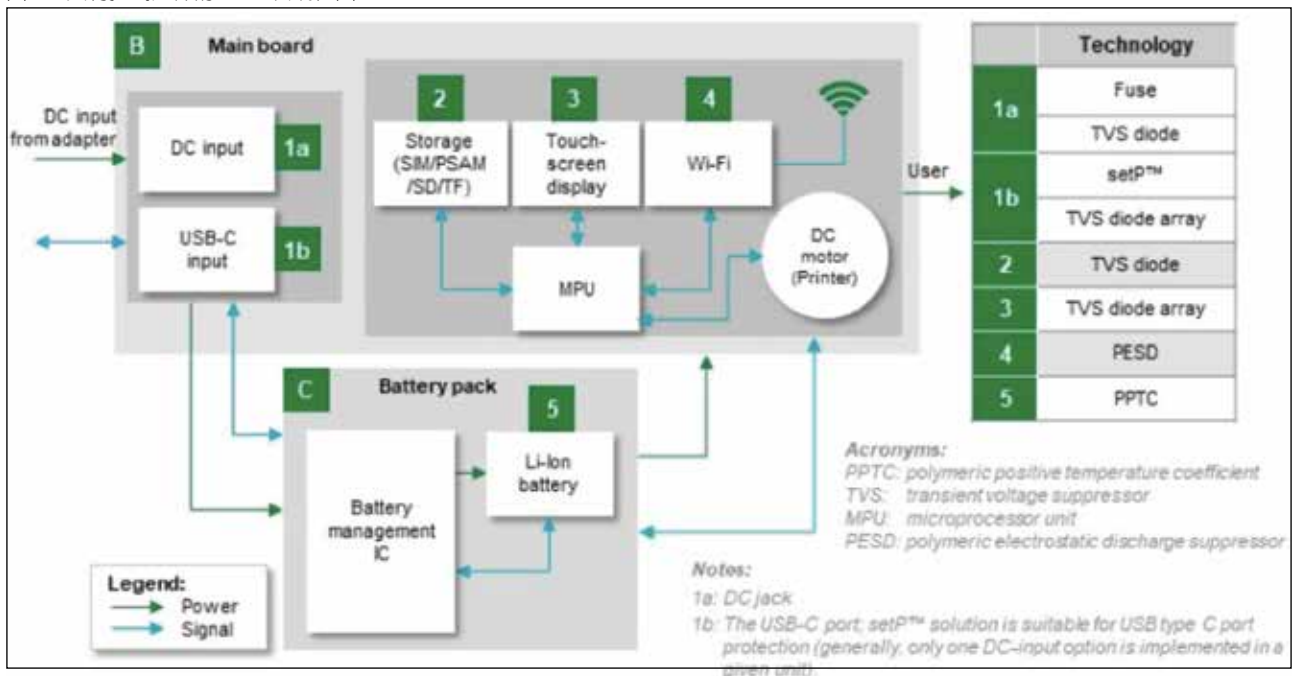 B
Main board
DC input
from adapter
DC input
1a
USB-C
input
1b
2
Storage
(SIM/PSAM
/SD/TF)
3
Touch-
screen
display
4
Wi-Fi
MPU
DC
motor
(Printer)
User
C
Battery pack
Battery
management
IC
5
Li-Ion
battery
Legend:
Power
Signal
Technology
1a
Fuse
TVS diode
1b
setP™
TVS diode array
2
TVS diode
3
TVS diode array
4
PESD
5
PPTC
Acronyms:
PPTC: polymeric positive temperature coefficient
TVS: transient voltage suppressor
MPU: microprocessor unit
PESD: polymeric electrostatic discharge suppressor
Notes:
1a: DC jack
1b: The USB-C port; setP™ solution is suitable for USB type C port
protection (generally, only one DC-input option is implemented in a
given unit).